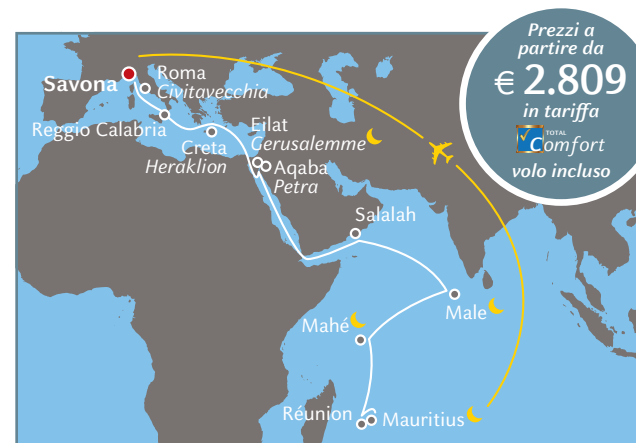 Prezzi a
partire da
€ 2.809
in tariffa
TOTAL
Comfort
volo incluso
Savona
Roma
Civitavecchia
Reggio Calabria
Creta
Heraklion
Eilat
Gerusalemme
Aqaba
Petra
Salalah
Male
Mahé
Réunion
Mauritius